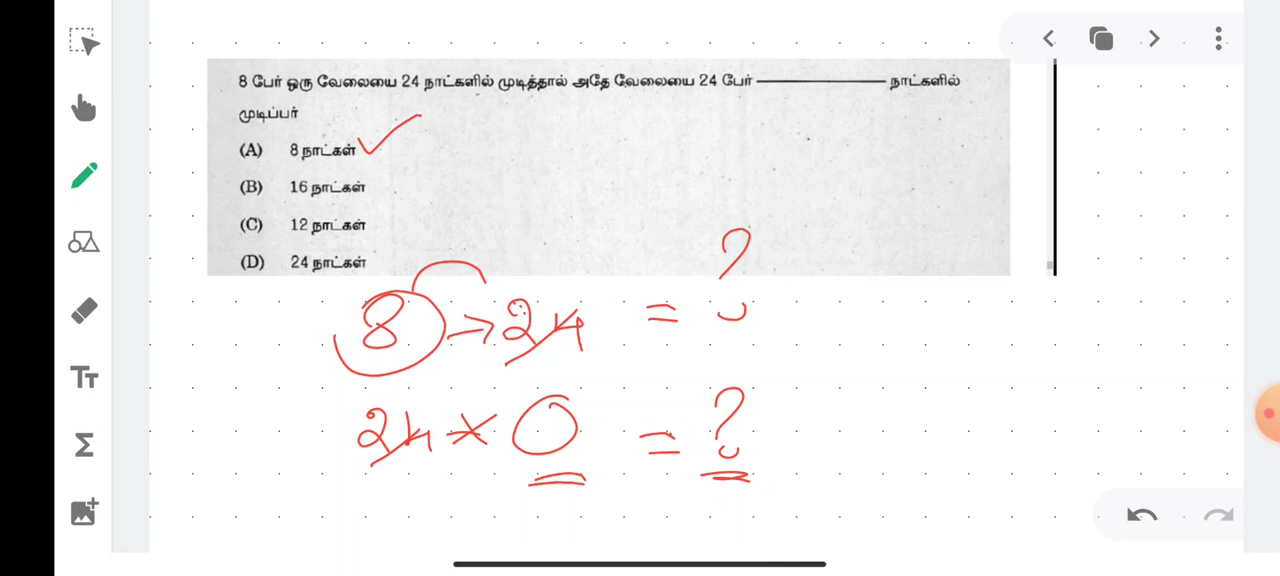 8 பேர் ஒரு வேலையை 24 நாட்களில் முடித்தால் அதே வேலையை 24 பேர் ———— நாட்களில்
முடிப்பர்
(A) 8 நாட்கள் ✓
(B) 16 நாட்கள்
(C) 12 நாட்கள்
(D) 24 நாட்கள்
8 → 24 = ?
24 * 0 = ?
Tт
Σ